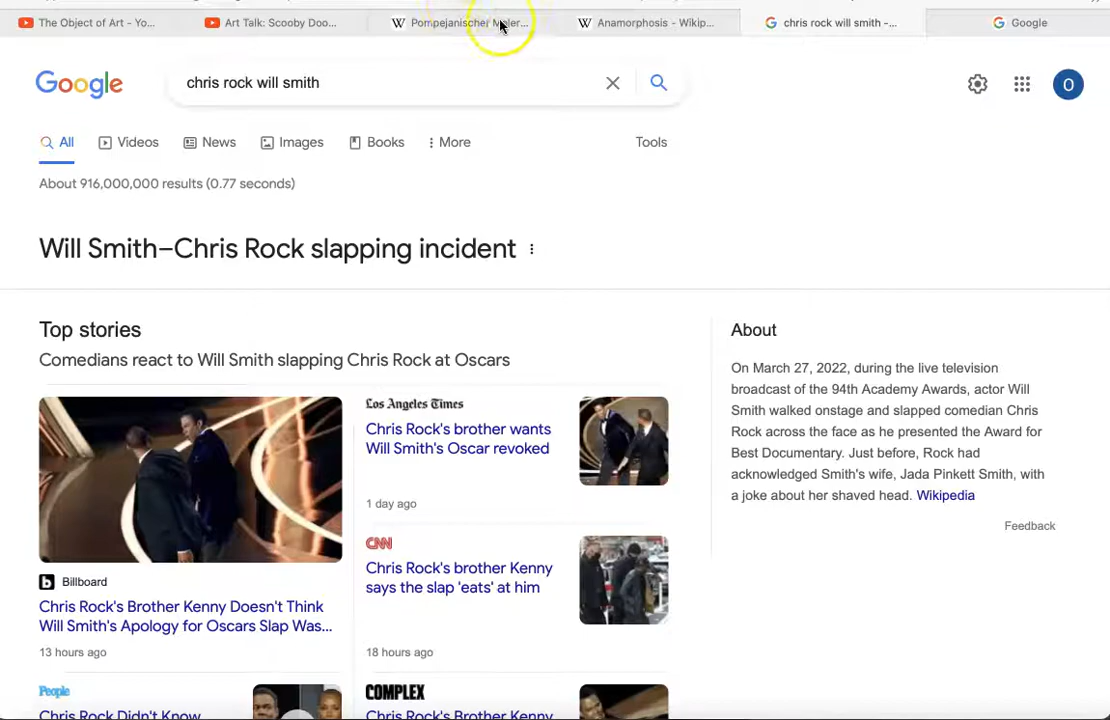 The Object of Art - Yo...
Art Talk: Scooby Doo...
Pompejanischer Maler...
Anamorphosis - Wikip...
chris rock will smith -...
Google
Google
chris rock will smith
O
All
Videos
News
Images
Books
More
Tools
About 916,000,000 results (0.77 seconds)
Will Smith–Chris Rock slapping incident
Top stories
Comedians react to Will Smith slapping Chris Rock at Oscars
Billboard
Chris Rock's Brother Kenny Doesn't Think
Will Smith's Apology for Oscars Slap Was...
13 hours ago
Los Angeles Times
Chris Rock's brother wants
Will Smith's Oscar revoked
1 day ago
CNN
Chris Rock's brother Kenny
says the slap 'eats' at him
18 hours ago
People
Chris Rock Didn't Know
COMPLEX
Chris Rock's Brother Kenny
About
On March 27, 2022, during the live television
broadcast of the 94th Academy Awards, actor Will
Smith walked onstage and slapped comedian Chris
Rock across the face as he presented the Award for
Best Documentary. Just before, Rock had
acknowledged Smith's wife, Jada Pinkett Smith, with
a joke about her shaved head. Wikipedia
Feedback